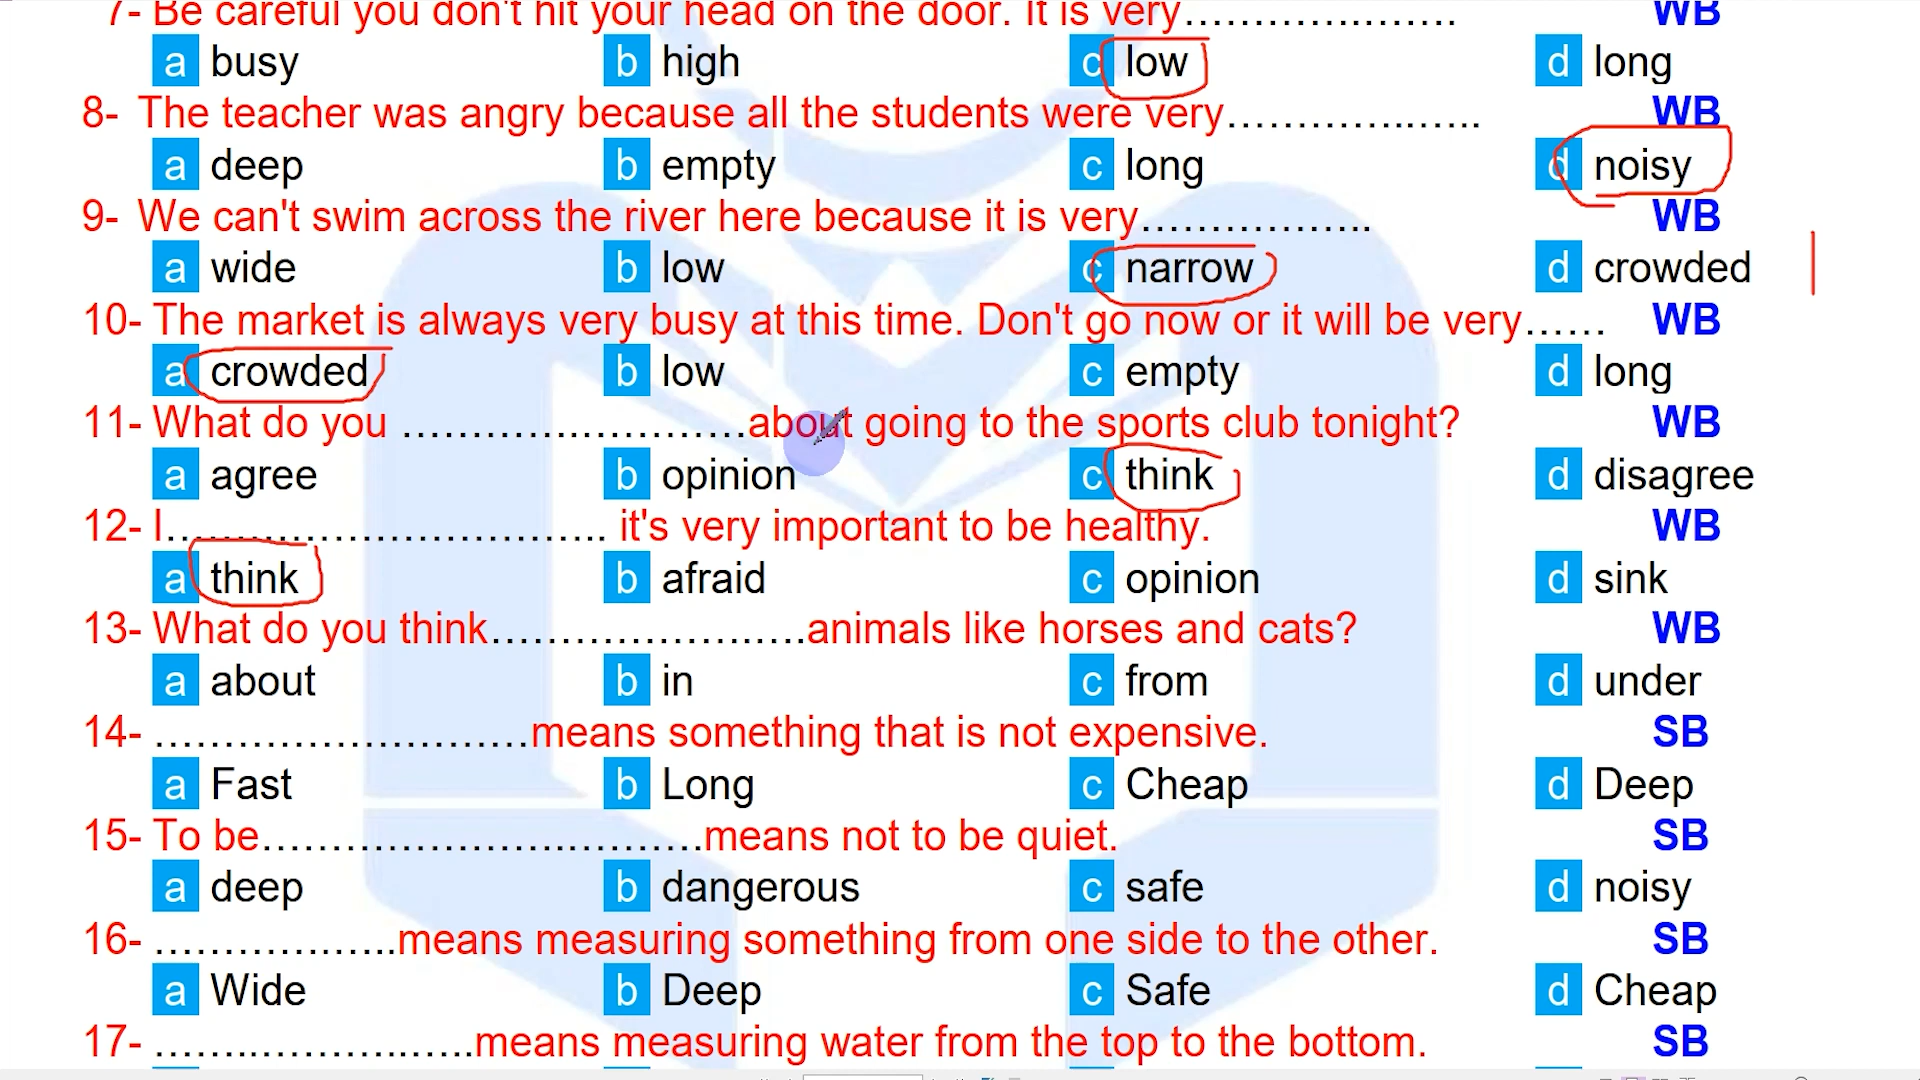 7- Be careful you don't hit your head on the door. It is very………….……. WB
a busy b high c low d long
8- The teacher was angry because all the students were very…………..….. WB
a deep b empty c long d noisy
9- We can't swim across the river here because it is very…………….. WB
a wide b low c narrow d crowded
10- The market is always very busy at this time. Don't go now or it will be very…… WB
a crowded b low c empty d long
11- What do you ………….…………about going to the sports club tonight? WB
a agree b opinion c think d disagree
12- I………………………….. it's very important to be healthy. WB
a think b afraid c opinion d sink
13- What do you think……………….….animals like horses and cats? WB
a about b in c from d under
14- ………………………means something that is not expensive. SB
a Fast b Long c Cheap d Deep
15- To be………………….……….means not to be quiet. SB
a deep b dangerous c safe d noisy
16- ………….…..means measuring something from one side to the other. SB
a Wide b Deep c Safe d Cheap
17- ……..………..…..means measuring water from the top to the bottom. SB